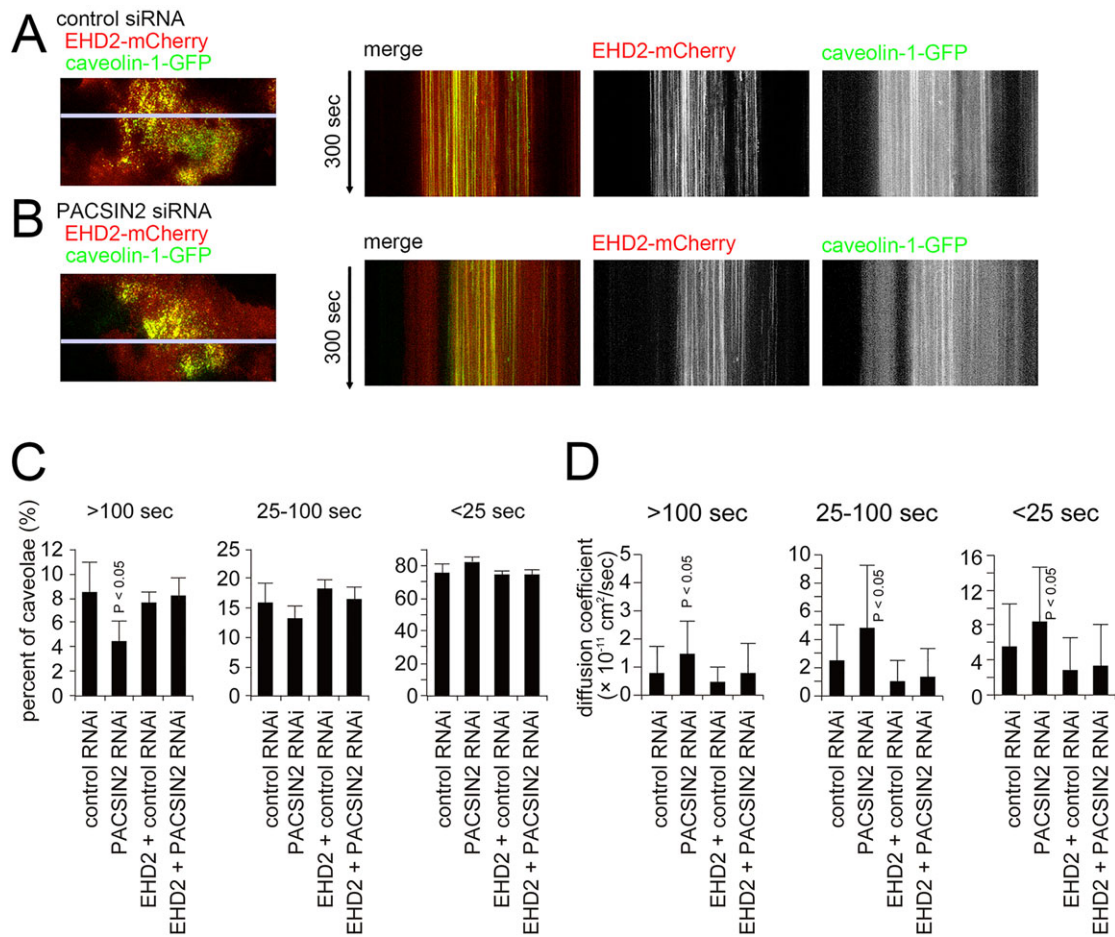 A
control siRNA
EHD2-mCherry
caveolin-1-GFP
300 sec
merge
EHD2-mCherry
caveolin-1-GFP
B
PACSIN2 siRNA
EHD2-mCherry
caveolin-1-GFP
300 sec
merge
EHD2-mCherry
caveolin-1-GFP
C
percent of caveolae (%)
>100 sec
14
12
10
8
6
4
2
0
P < 0.05
control RNAi
PACSIN2 RNAi
EHD2 + control RNAi
EHD2 + PACSIN2 RNAi
25-100 sec
25
20
15
10
5
0
control RNAi
PACSIN2 RNAi
EHD2 + control RNAi
EHD2 + PACSIN2 RNAi
<25 sec
80
60
40
20
0
control RNAi
PACSIN2 RNAi
EHD2 + control RNAi
EHD2 + PACSIN2 RNAi
D
diffusion coefficient
(× 10⁻¹¹ cm²/sec)
>100 sec
5
4
3
2
1
0
P < 0.05
control RNAi
PACSIN2 RNAi
EHD2 + control RNAi
EHD2 + PACSIN2 RNAi
25-100 sec
10
8
6
4
2
0
P < 0.05
control RNAi
PACSIN2 RNAi
EHD2 + control RNAi
EHD2 + PACSIN2 RNAi
<25 sec
16
12
8
4
0
P < 0.05
control RNAi
PACSIN2 RNAi
EHD2 + control RNAi
EHD2 + PACSIN2 RNAi